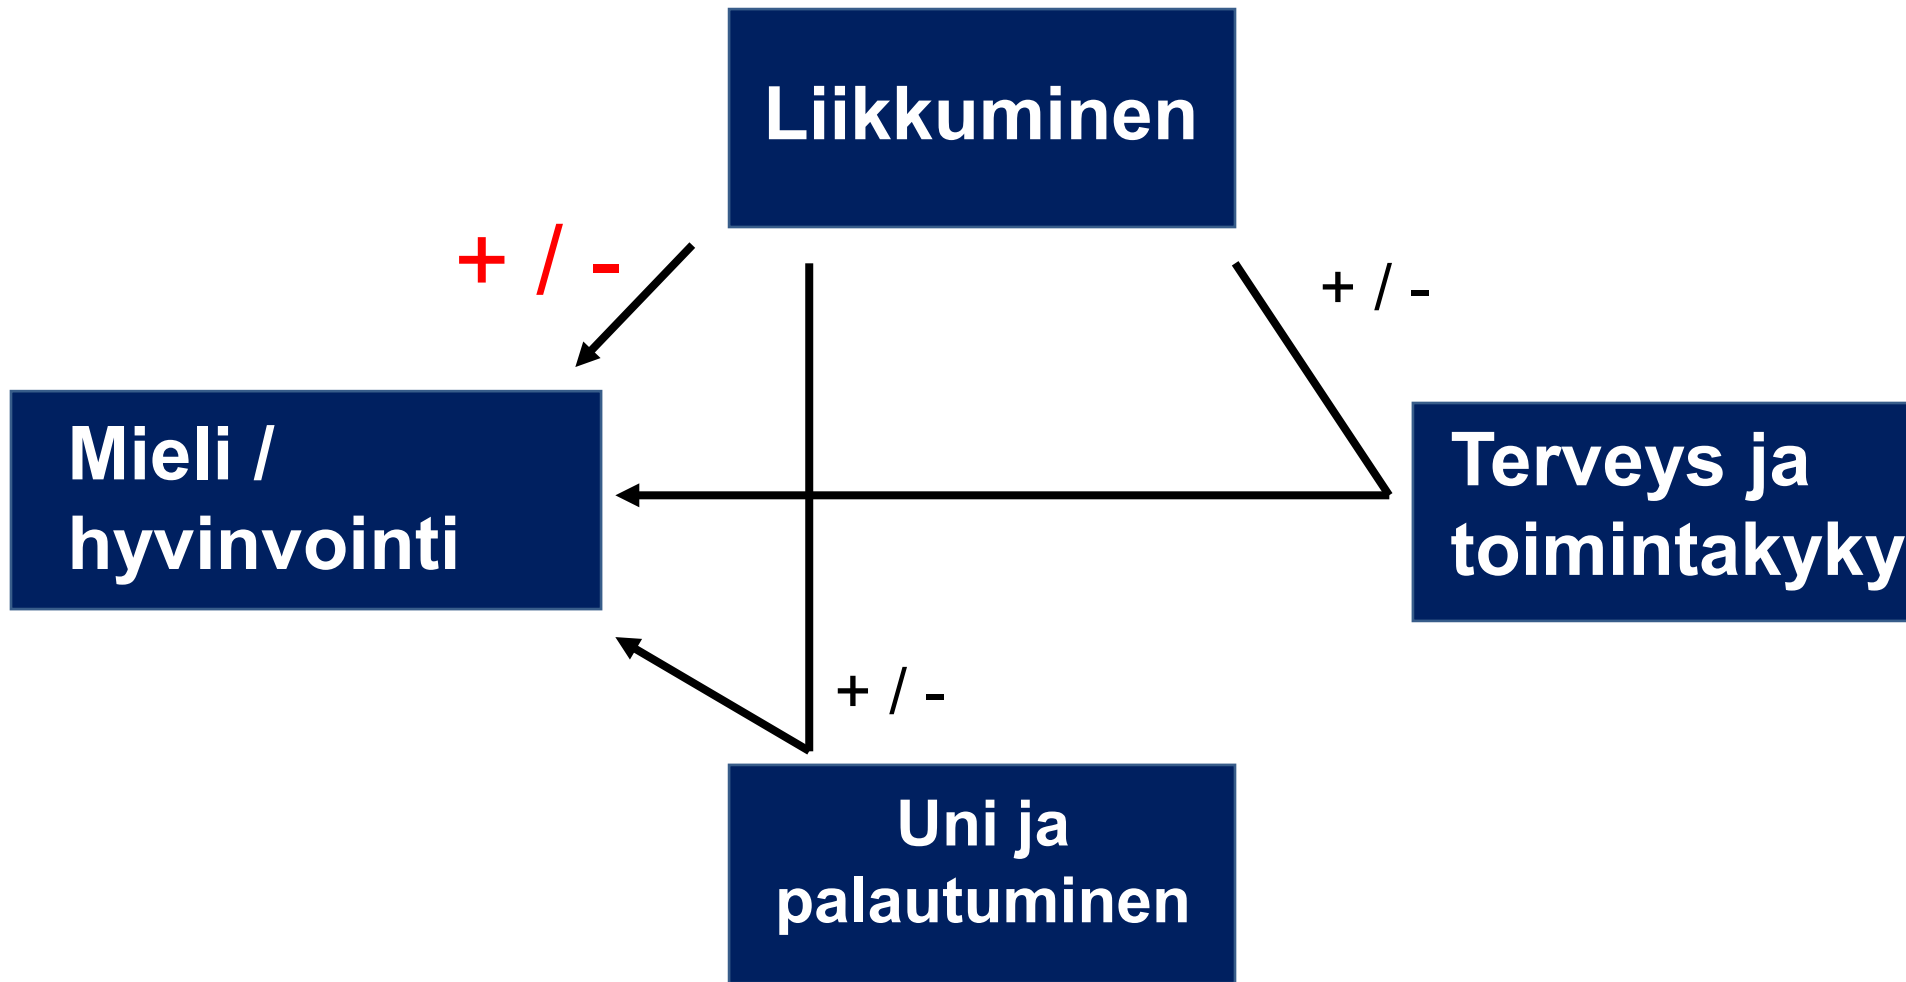 Liikkuminen
+ / -
+ / -
Mieli /
hyvinvointi
Terveys ja
toimintakyky
+ / -
Uni ja
palautuminen